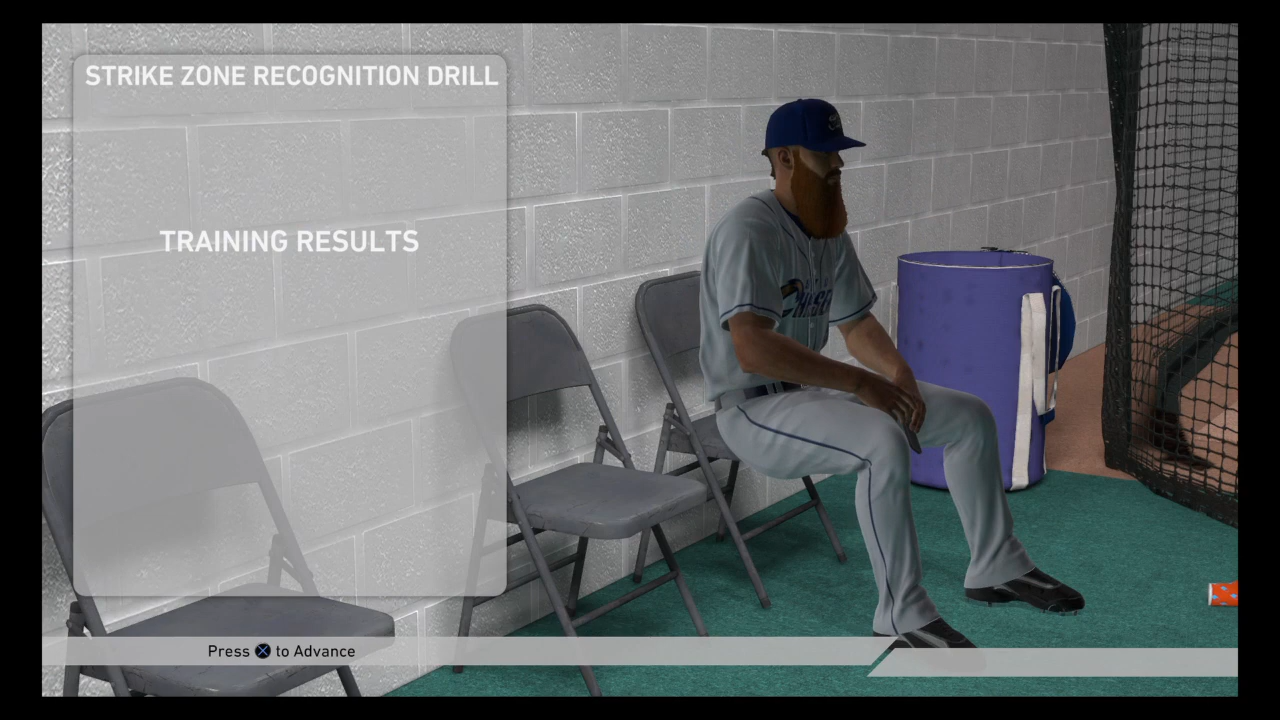 STRIKE ZONE RECOGNITION DRILL
TRAINING RESULTS
Press to Advance